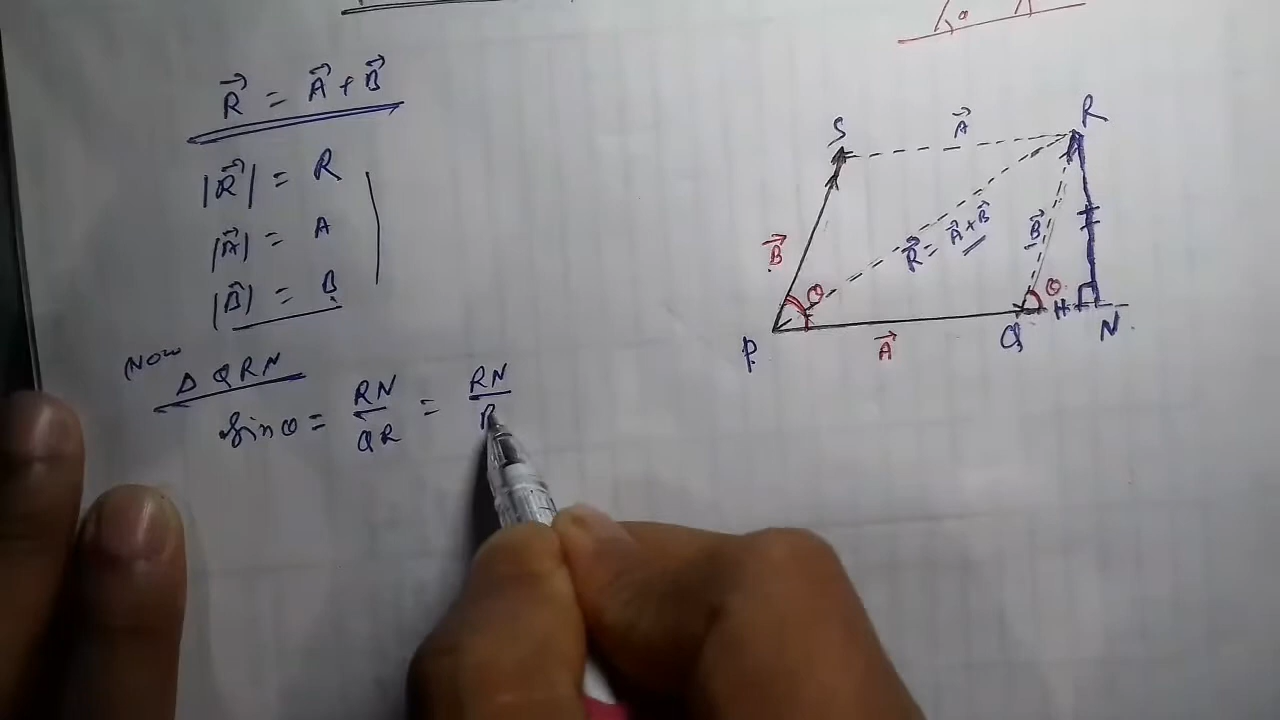 R⃗ = A⃗ + B⃗
|R⃗| = R
|A⃗| = A
|B⃗| = B
Now
Δ QRN
Sin θ = RN/QR = RN/B
S
A⃗
R
B⃗
θ
R⃗ = A⃗ + B⃗
B⃗
θ
P
A⃗
Q
N